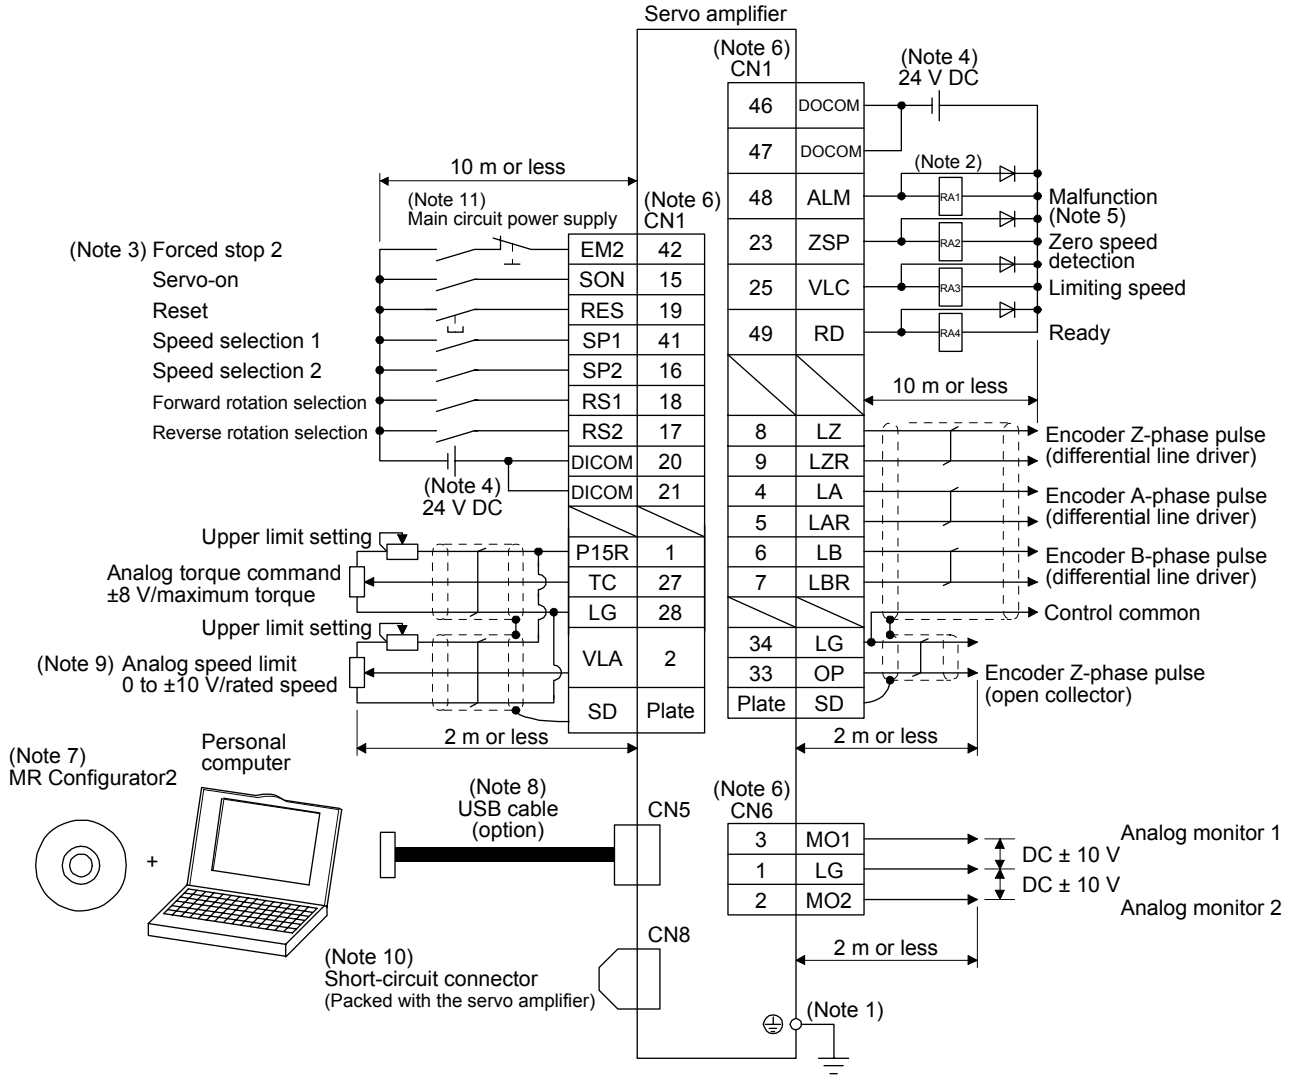 Servo amplifier
(Note 6)
CN1
(Note 4)
24 V DC
46 DOCOM
47 DOCOM
(Note 2)
48 ALM RA1 Malfunction
(Note 5)
23 ZSP RA2 Zero speed
detection
25 VLC RA3 Limiting speed
49 RD RA4 Ready
10 m or less
8 LZ Encoder Z-phase pulse
9 LZR (differential line driver)
4 LA Encoder A-phase pulse
5 LAR (differential line driver)
6 LB Encoder B-phase pulse
7 LBR (differential line driver)
Control common
34 LG
33 OP Encoder Z-phase pulse
(open collector)
Plate SD
2 m or less
10 m or less
(Note 11)
Main circuit power supply
(Note 6)
CN1
(Note 3) Forced stop 2 EM2 42
Servo-on SON 15
Reset RES 19
Speed selection 1 SP1 41
Speed selection 2 SP2 16
Forward rotation selection RS1 18
Reverse rotation selection RS2 17
DICOM 20
(Note 4)
24 V DC
DICOM 21
Upper limit setting
P15R 1
Analog torque command
±8 V/maximum torque
TC 27
LG 28
Upper limit setting
(Note 9) Analog speed limit
0 to ±10 V/rated speed
VLA 2
SD Plate
2 m or less
(Note 7)
MR Configurator2
+
Personal
computer
(Note 8)
USB cable
(option)
CN5
(Note 6)
CN6
3 MO1 Analog monitor 1
DC ± 10 V
1 LG
DC ± 10 V
2 MO2 Analog monitor 2
2 m or less
CN8
(Note 10)
Short-circuit connector
(Packed with the servo amplifier)
(Note 1)